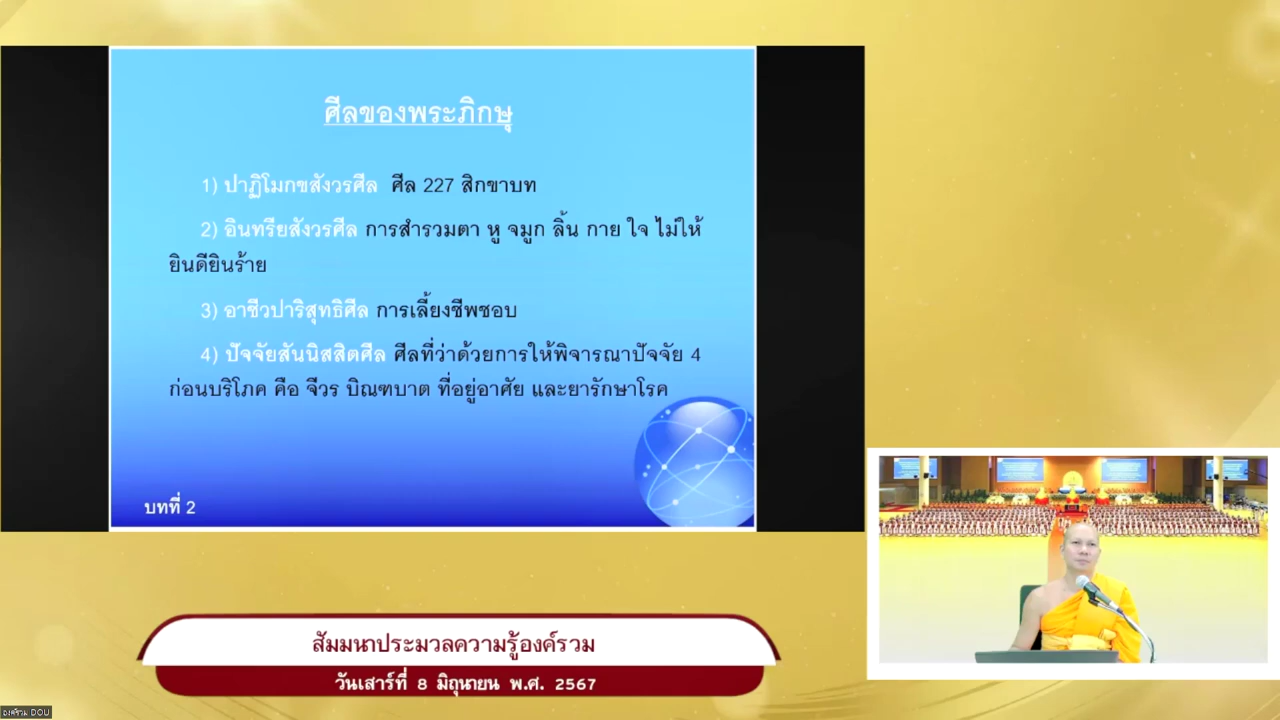 ศีลของพระภิกษุ
1) ปาฏิโมกขสังวรศีล ศีล 227 สิกขาบท
2) อินทรียสังวรศีล การสำรวมตา หู จมูก ลิ้น กาย ใจ ไม่ให้
ยินดียินร้าย
3) อาชีวปาริสุทธิศีล การเลี้ยงชีพชอบ
4) ปัจจัยสันนิสสิตศีล ศีลที่ว่าด้วยการให้พิจารณาปัจจัย 4
ก่อนบริโภค คือ จีวร บิณฑบาต ที่อยู่อาศัย และยารักษาโรค
บทที่ 2
สัมมนาประมวลความรู้องค์รวม
วันเสาร์ที่ 8 มิถุนายน พ.ศ. 2567
องค์รวม DOU